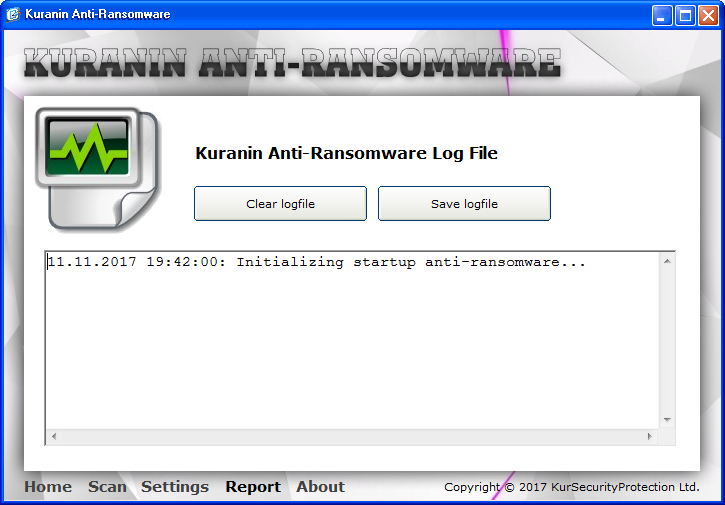 Kuranin Anti-Ransomware
KURANIN ANTI-RANSOMWARE
Kuranin Anti-Ransomware Log File
Clear logfile Save logfile
11.11.2017 19:42:00: Initializing startup anti-ransomware...
Home Scan Settings Report About Copyright © 2017 KurSecurityProtection Ltd.